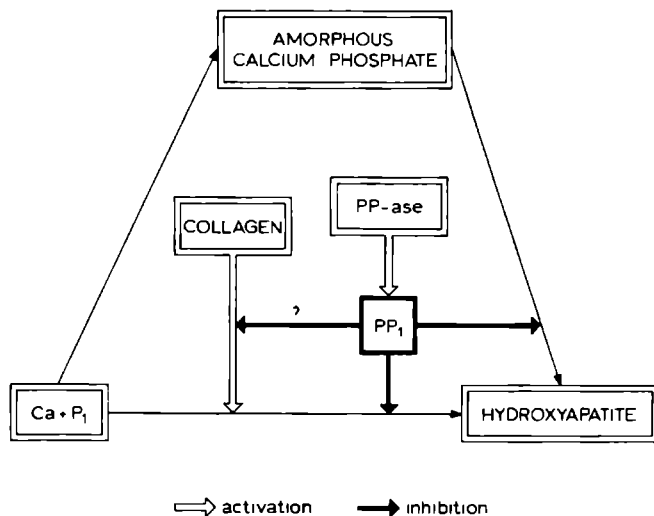 AMORPHOUS
CALCIUM PHOSPHATE
COLLAGEN
PP-ase
?
PP₁
Ca + P₁
HYDROXYAPATITE
activation
inhibition